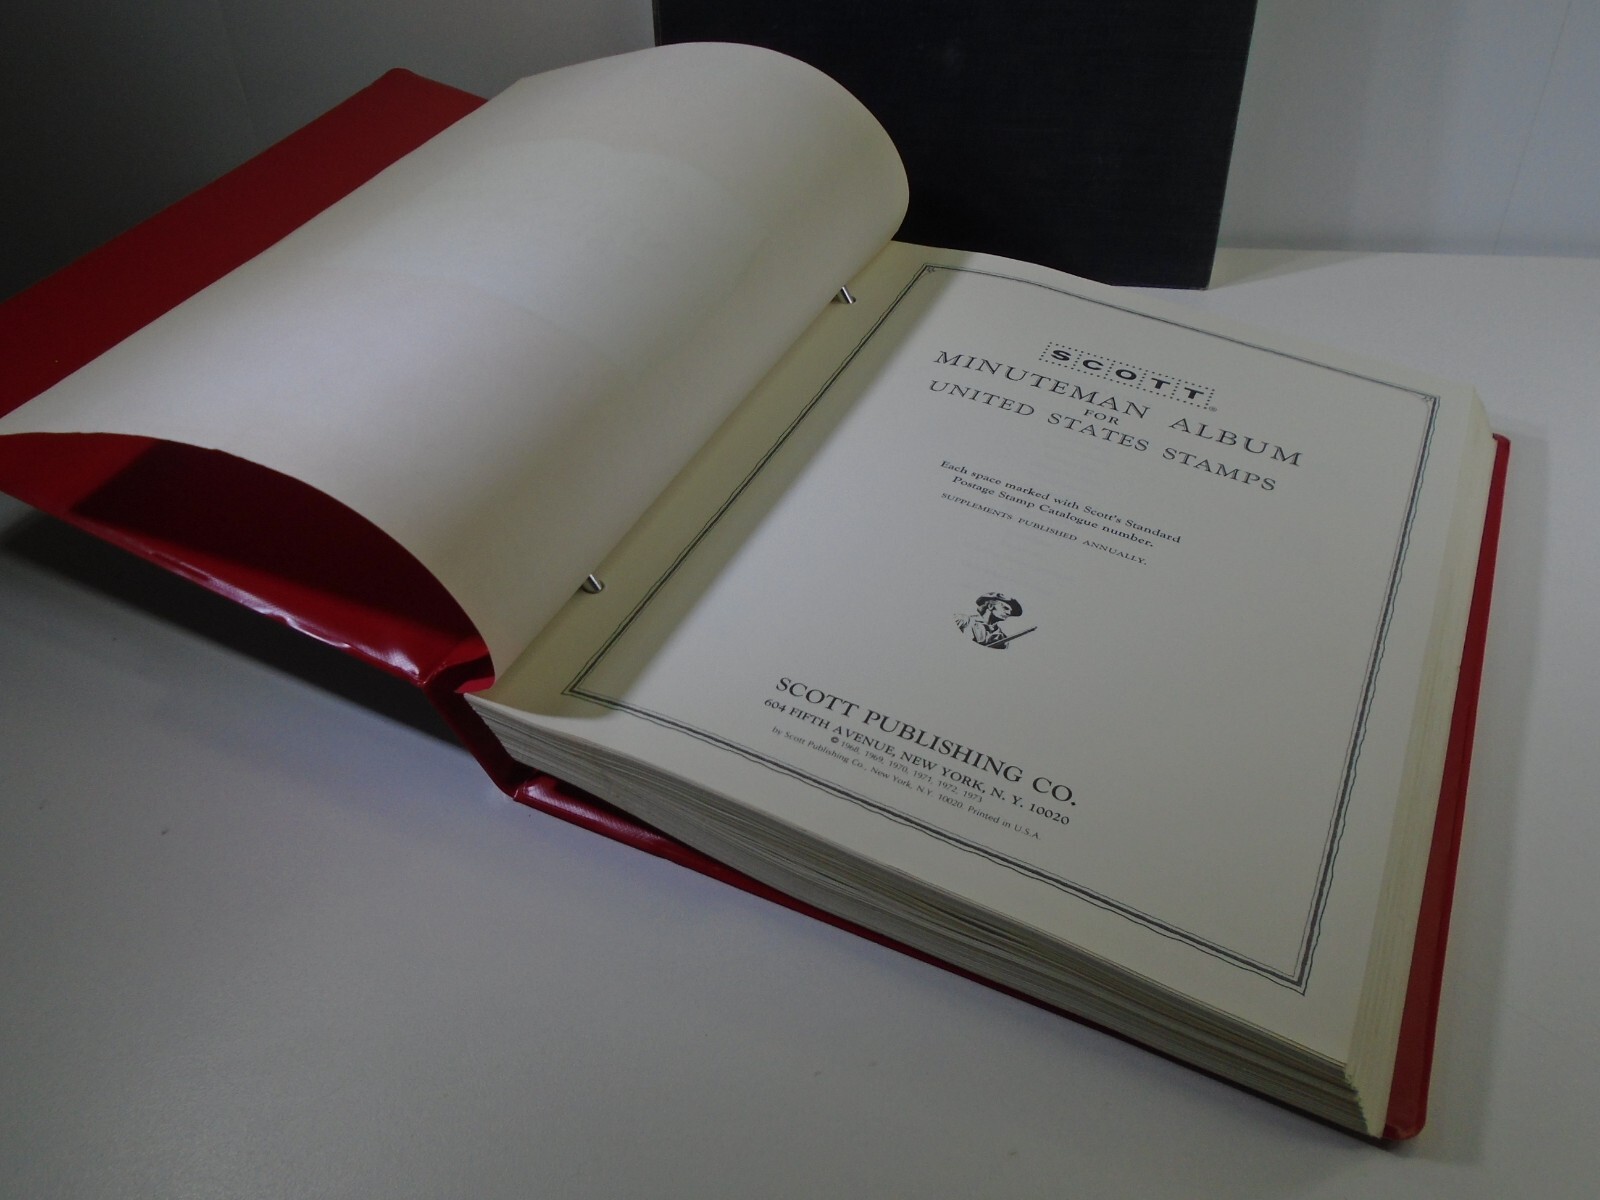 SCOTT®
MINUTEMAN ALBUM
FOR
UNITED STATES STAMPS
Each space marked with Scott's Standard
Postage Stamp Catalogue number.
SUPPLEMENTS PUBLISHED ANNUALLY.
SCOTT PUBLISHING CO.
604 FIFTH AVENUE, NEW YORK, N. Y. 10020
© 1968, 1969, 1970, 1971, 1972, 1973
by Scott Publishing Co., New York, N.Y. 10020 Printed in U.S.A